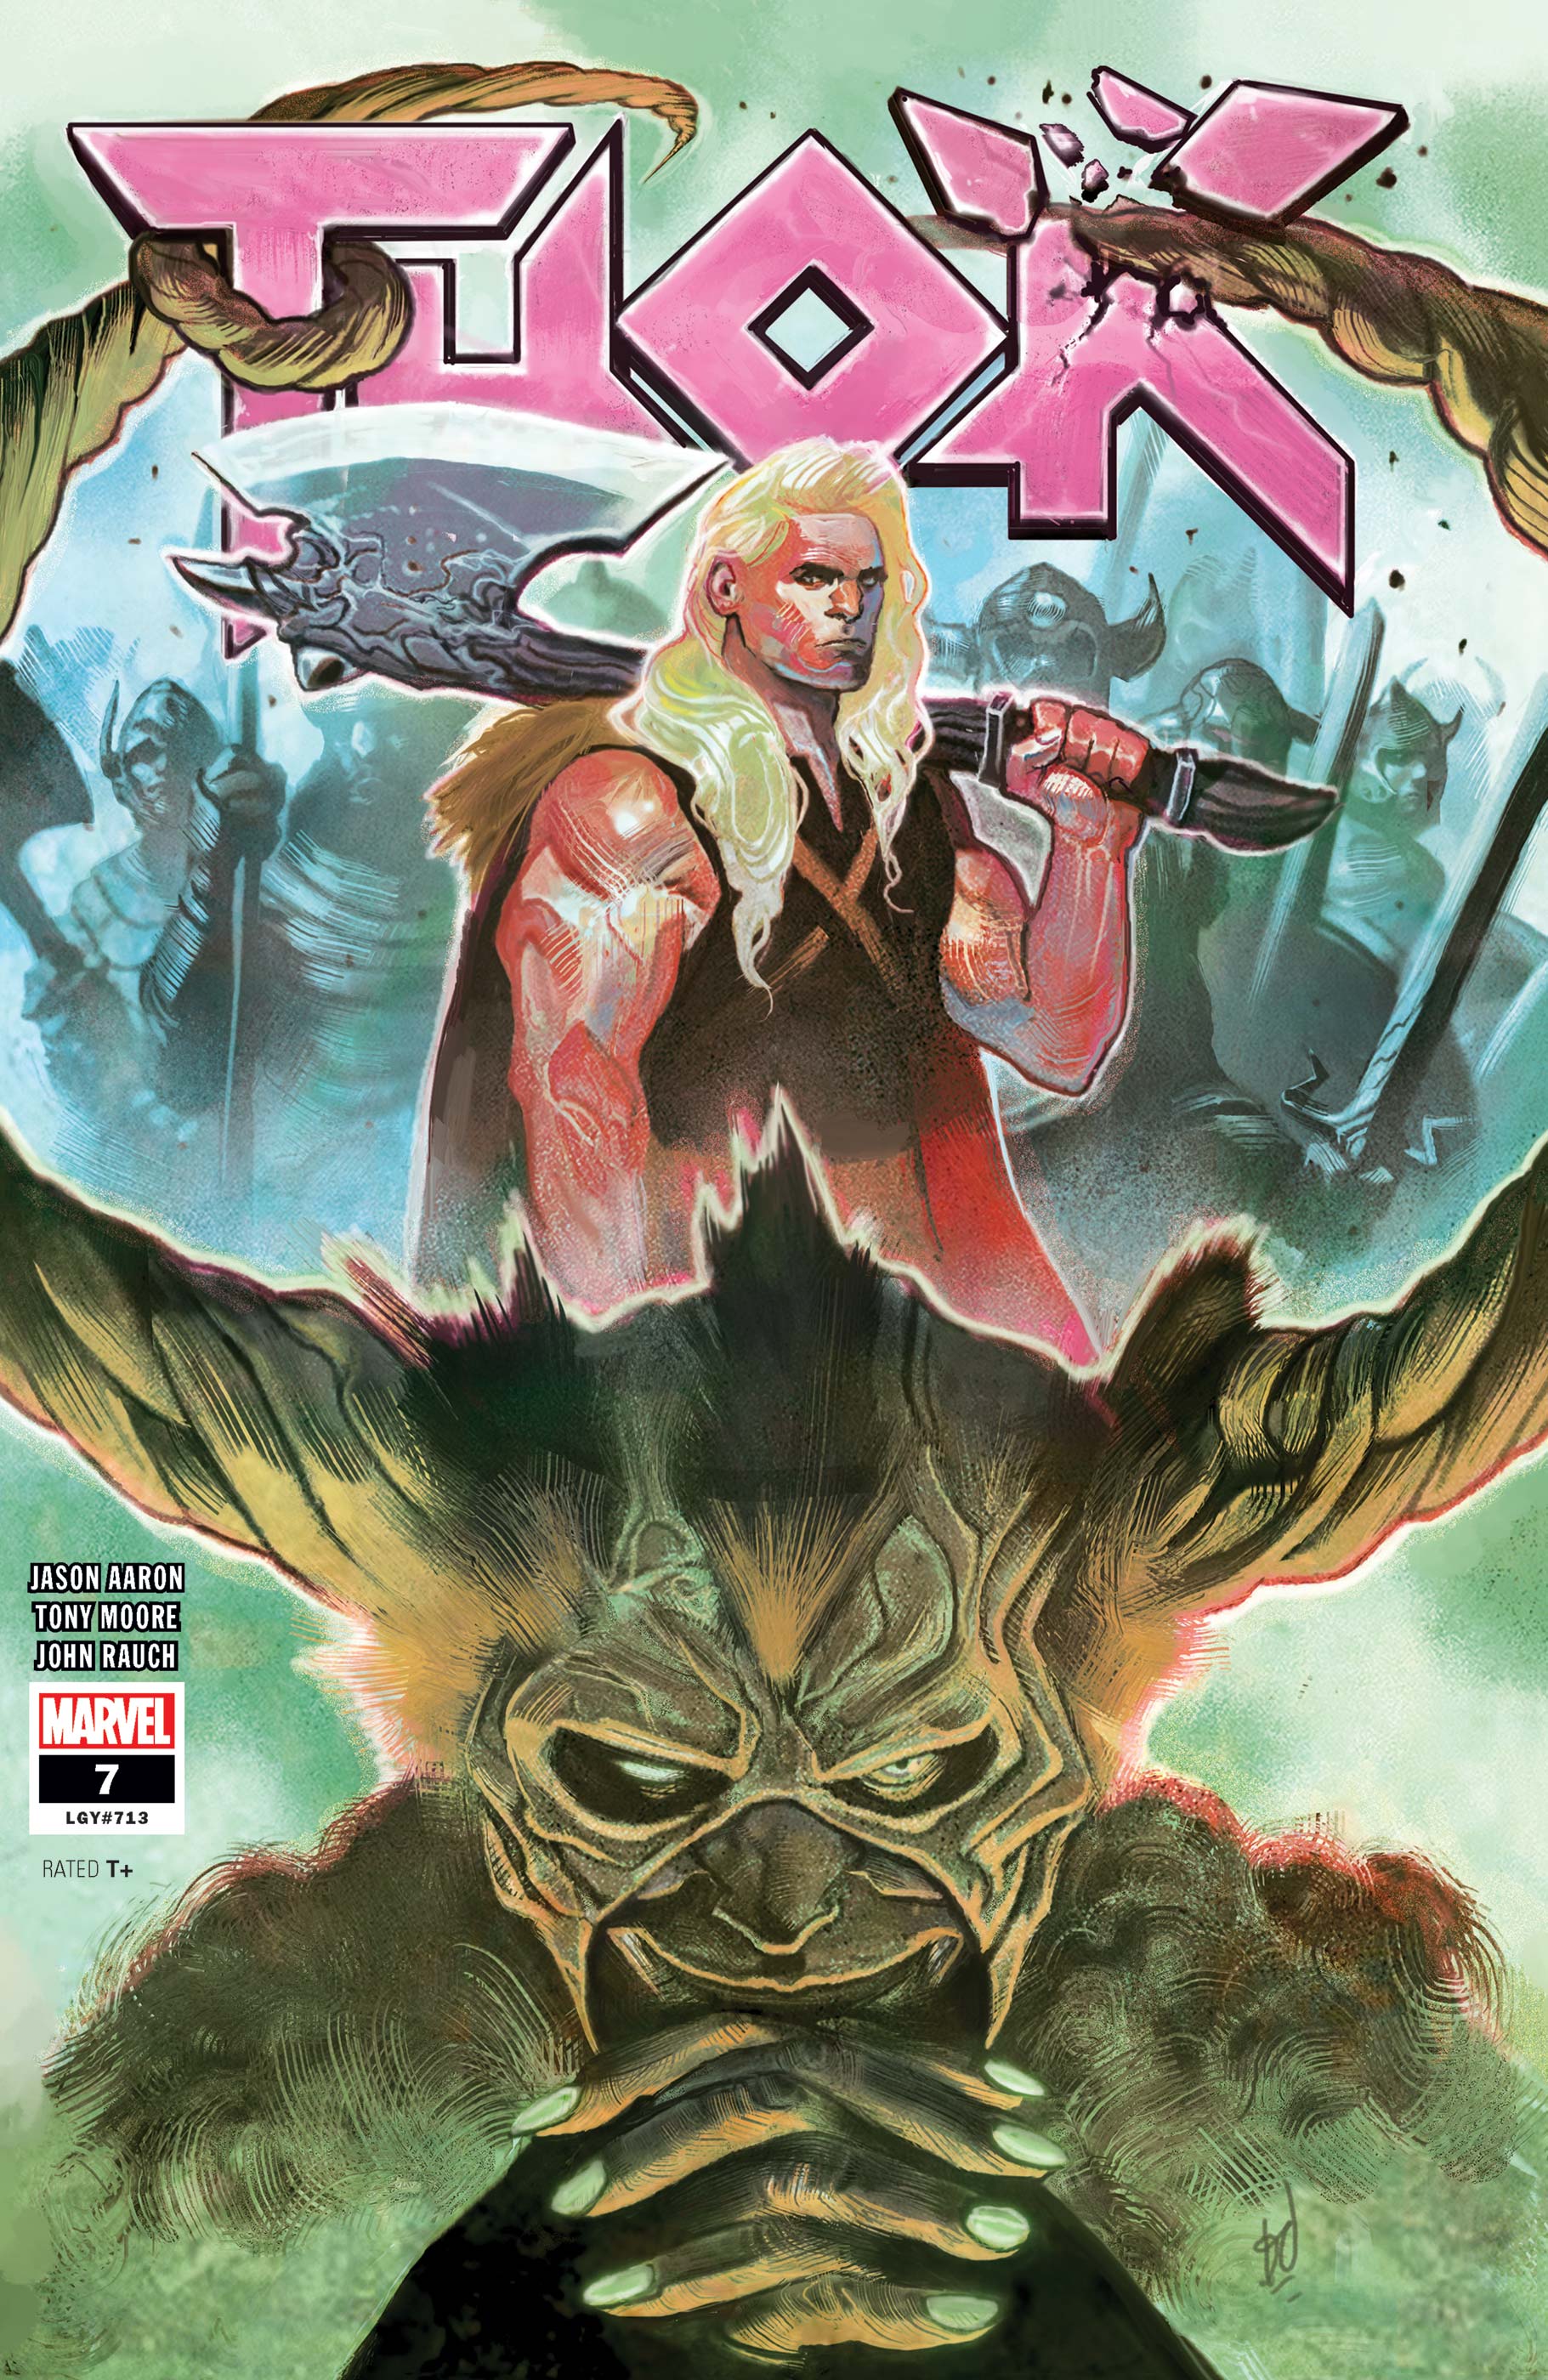 THOR
JASON AARON
TONY MOORE
JOHN RAUCH
MARVEL
7
LGY#713
RATED T+